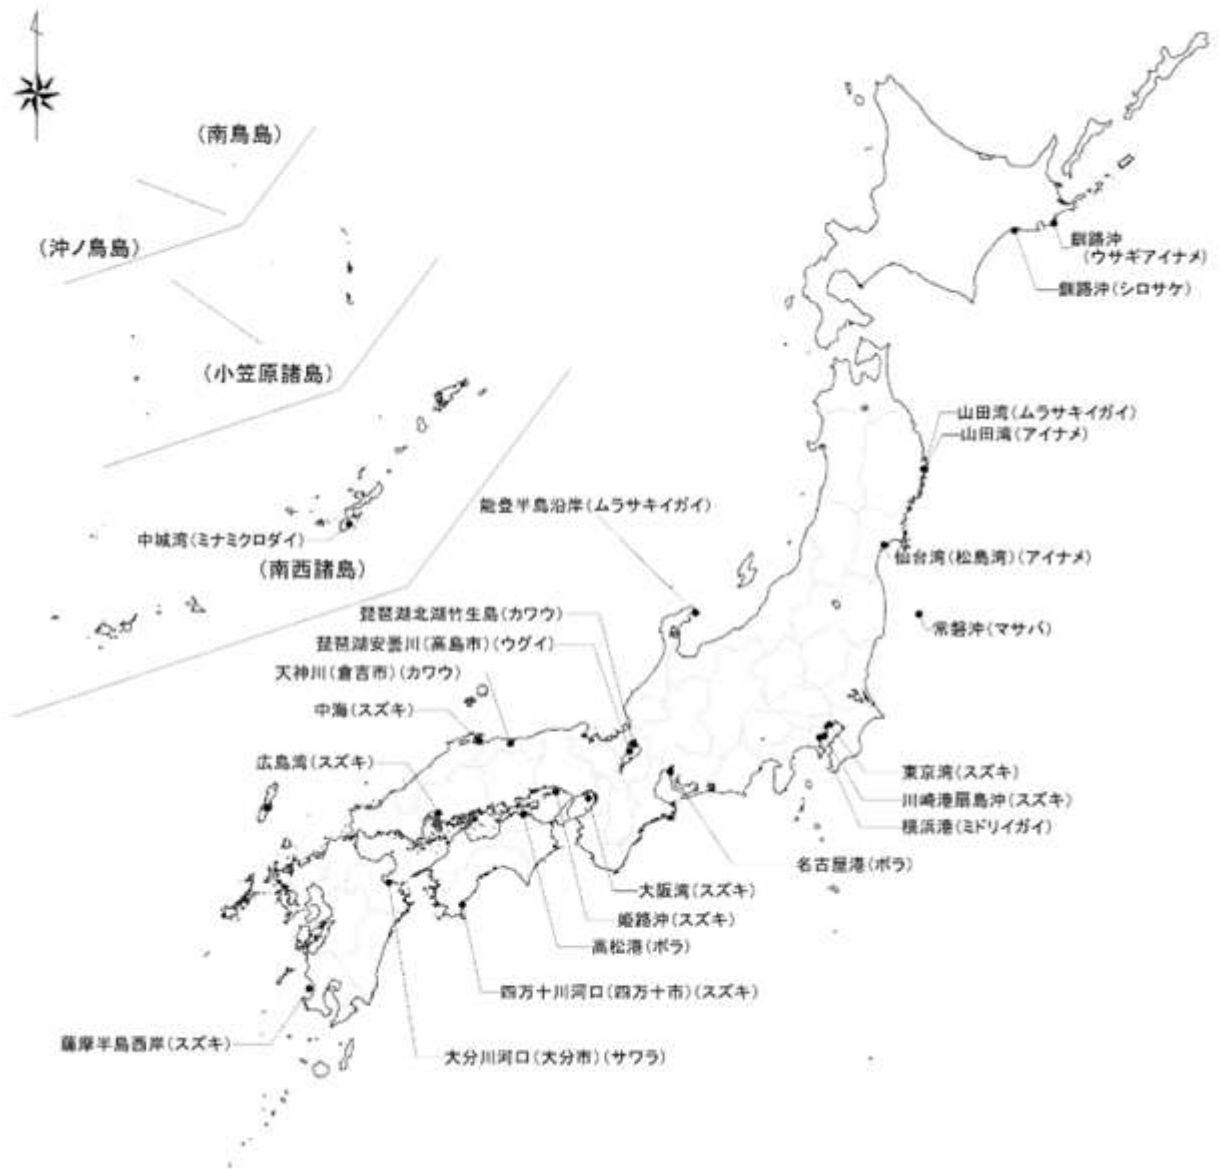 (南鳥島)
(沖ノ鳥島)
釧路沖
(ウサギアイナメ)
釧路沖(シロサケ)
(小笠原諸島)
山田湾(ムラサキイガイ)
山田湾(アイナメ)
能登半島沿岸(ムラサキイガイ)
中城湾(ミナミクロダイ)
仙台湾(松島湾)(アイナメ)
(南西諸島)
琵琶湖北湖竹生島(カワウ)
常磐沖(マサバ)
琵琶湖安曇川(高島市)(ウグイ)
天神川(倉吉市)(カワウ)
中海(スズキ)
広島湾(スズキ)
東京湾(スズキ)
川崎港扇島沖(スズキ)
横浜港(ミドリイガイ)
名古屋港(ボラ)
大阪湾(スズキ)
姫路沖(スズキ)
高松港(ボラ)
四万十川河口(四万十市)(スズキ)
薩摩半島西岸(スズキ)
大分川河口(大分市)(サワラ)